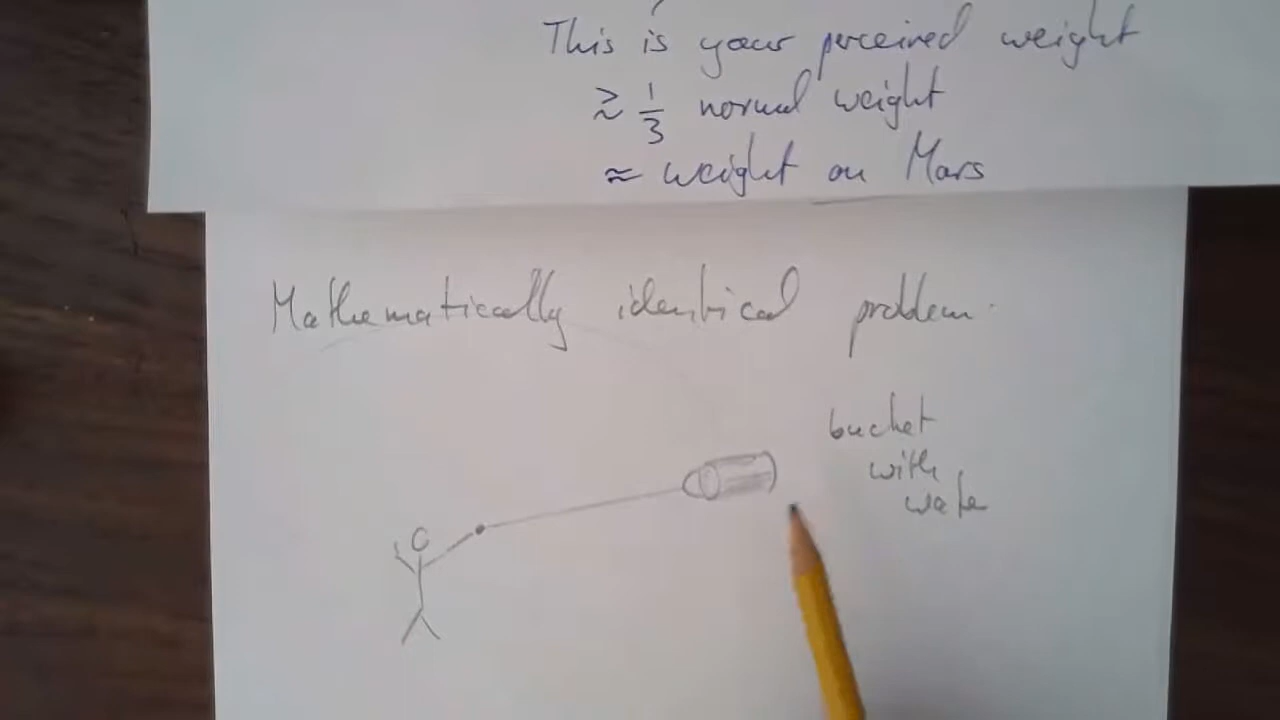 This is your perceived weight
≳ 1/3 normal weight
≈ weight on Mars
Mathematically identical problem.
bucket
with
water